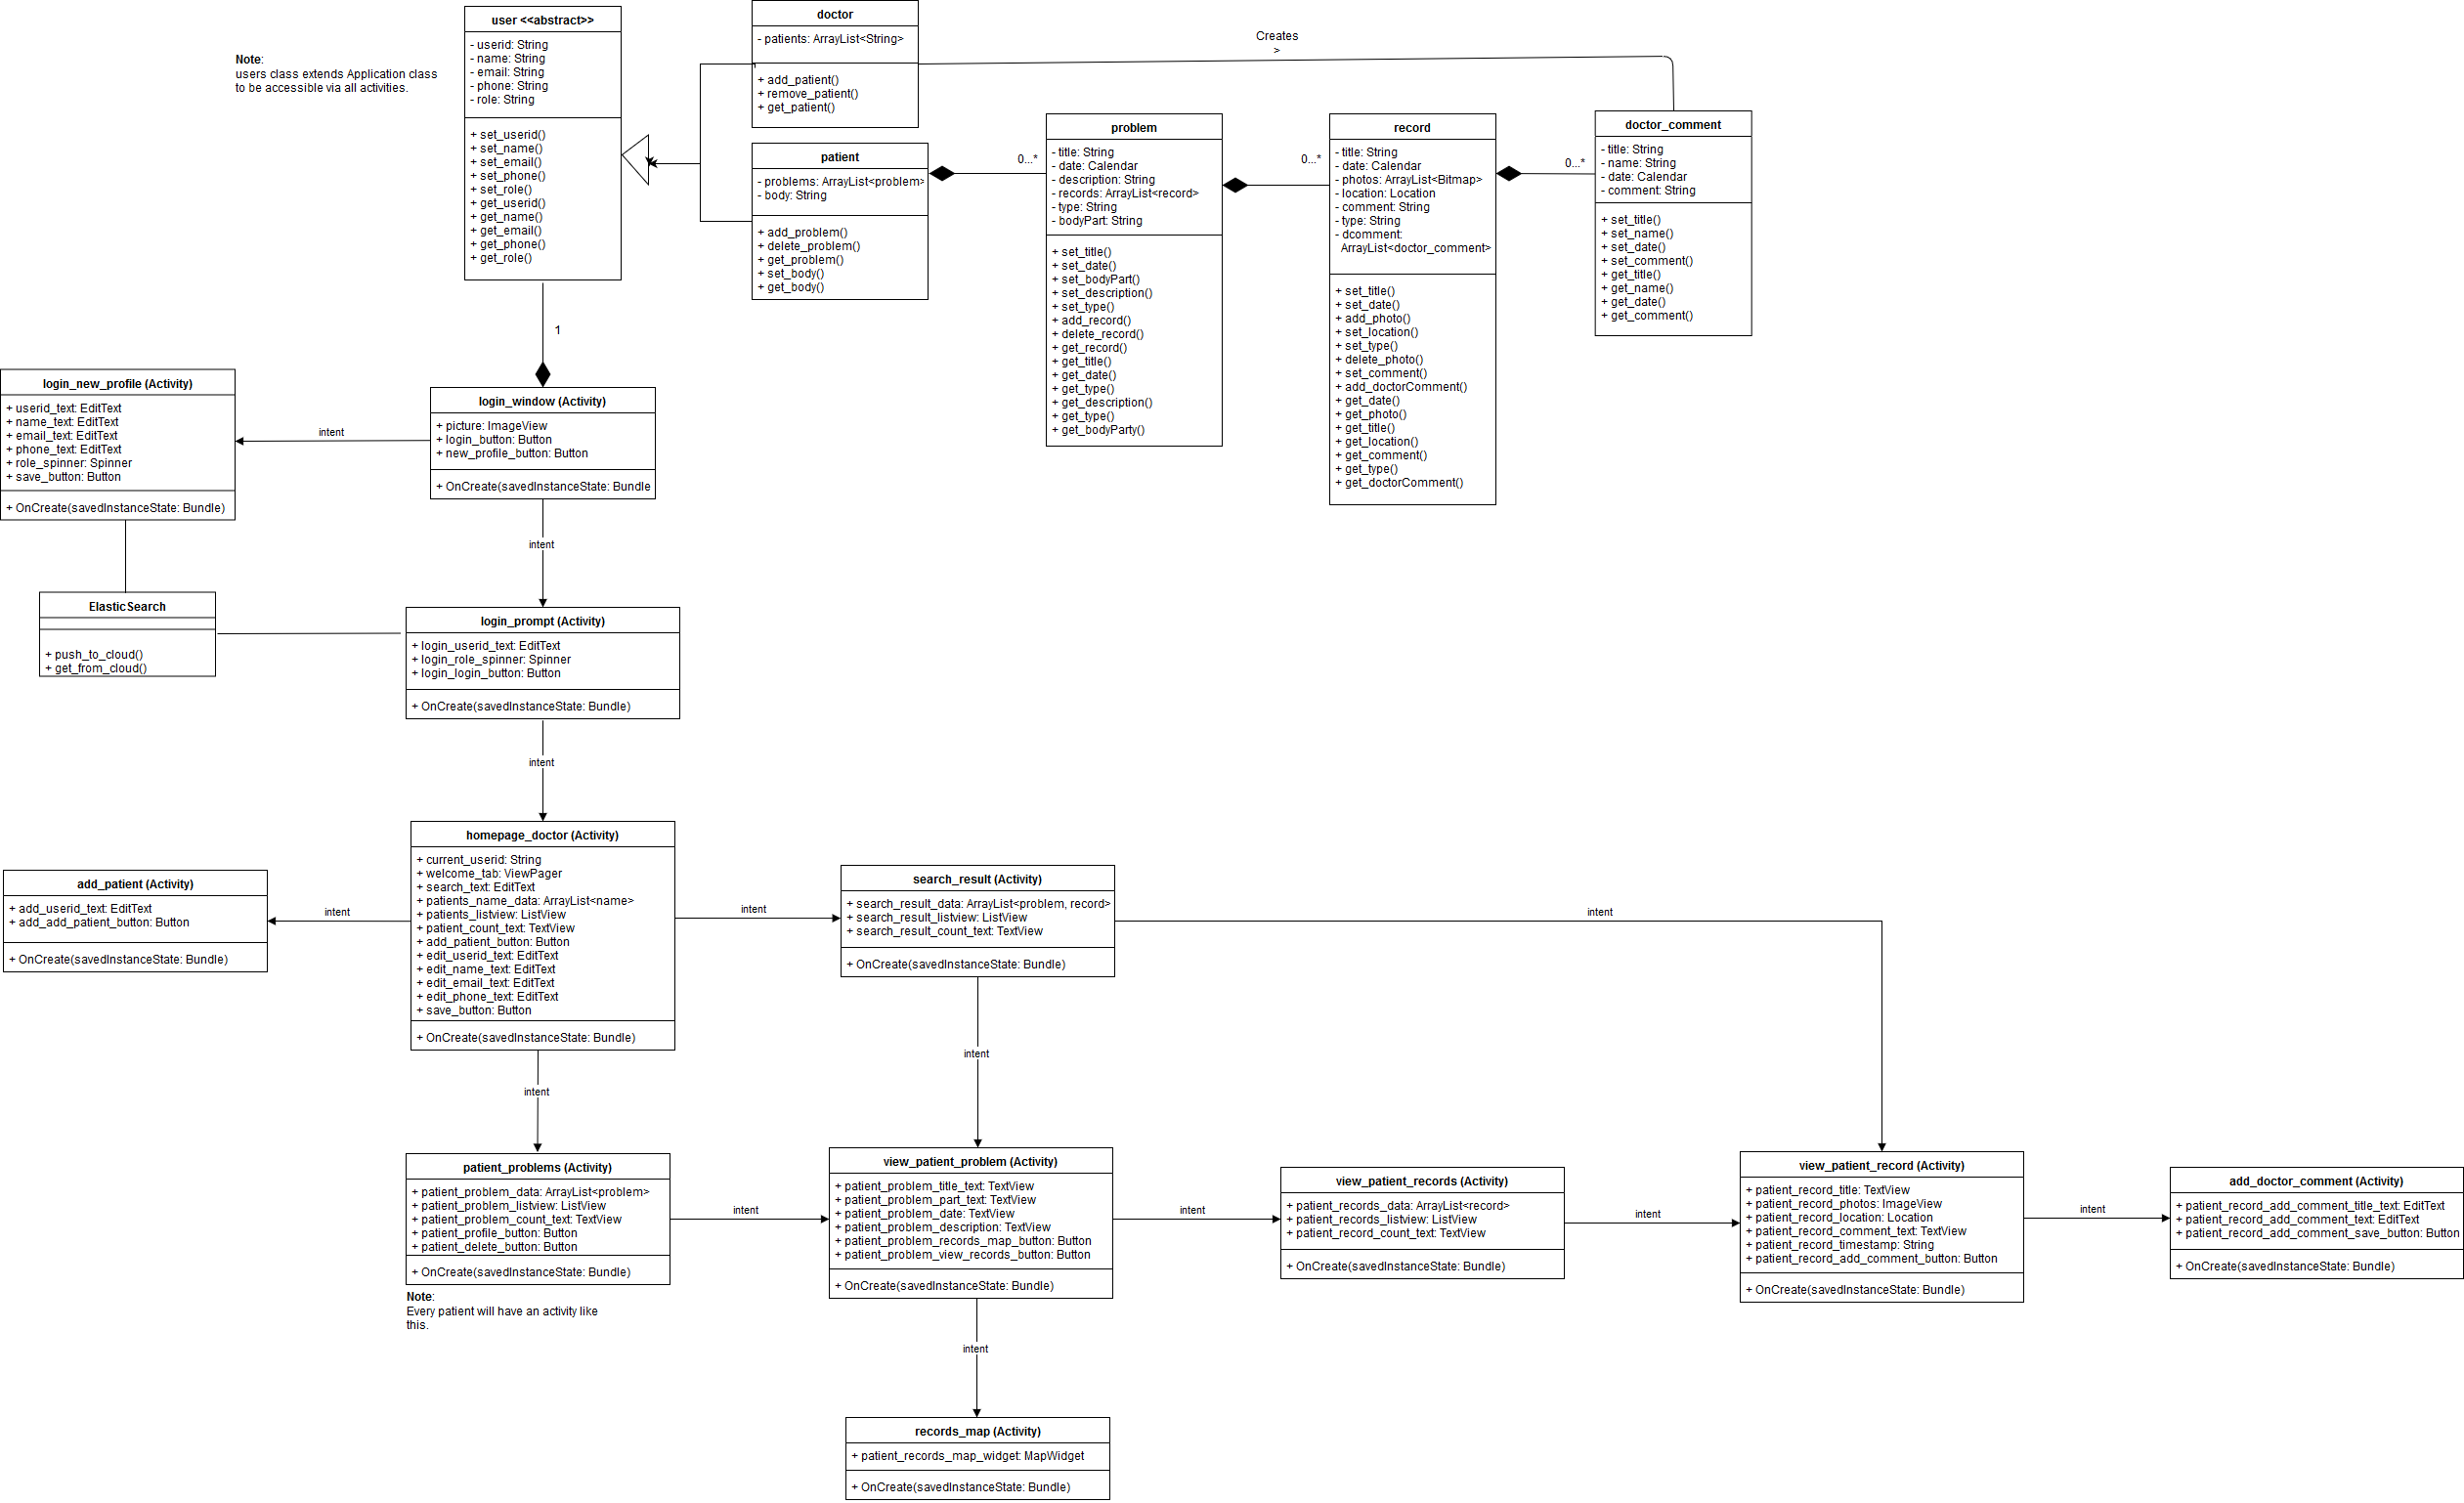 user <<abstract>>
- userid: String
- name: String
- email: String
- phone: String
- role: String
+ set_userid()
+ set_name()
+ set_email()
+ set_phone()
+ set_role()
+ get_userid()
+ get_name()
+ get_email()
+ get_phone()
+ get_role()
Note:
users class extends Application class
to be accessible via all activities.
doctor
- patients: ArrayList<String>
+ add_patient()
+ remove_patient()
+ get_patient()
Creates
>
patient
- problems: ArrayList<problem>
- body: String
+ add_problem()
+ delete_problem()
+ get_problem()
+ set_body()
+ get_body()
0...*
problem
- title: String
- date: Calendar
- description: String
- records: ArrayList<record>
- type: String
- bodyPart: String
+ set_title()
+ set_date()
+ set_bodyPart()
+ set_description()
+ set_type()
+ add_record()
+ delete_record()
+ get_record()
+ get_title()
+ get_date()
+ get_type()
+ get_description()
+ get_type()
+ get_bodyParty()
0...*
record
- title: String
- date: Calendar
- photos: ArrayList<Bitmap>
- location: Location
- comment: String
- type: String
- dcomment:
ArrayList<doctor_comment>
+ set_title()
+ set_date()
+ add_photo()
+ set_location()
+ set_type()
+ delete_photo()
+ set_comment()
+ add_doctorComment()
+ get_date()
+ get_photo()
+ get_title()
+ get_location()
+ get_comment()
+ get_type()
+ get_doctorComment()
0...*
doctor_comment
- title: String
- name: String
- date: Calendar
- comment: String
+ set_title()
+ set_name()
+ set_date()
+ set_comment()
+ get_title()
+ get_name()
+ get_date()
+ get_comment()
1
login_new_profile (Activity)
+ userid_text: EditText
+ name_text: EditText
+ email_text: EditText
+ phone_text: EditText
+ role_spinner: Spinner
+ save_button: Button
+ OnCreate(savedInstanceState: Bundle)
intent
login_window (Activity)
+ picture: ImageView
+ login_button: Button
+ new_profile_button: Button
+ OnCreate(savedInstanceState: Bundle
intent
ElasticSearch
+ push_to_cloud()
+ get_from_cloud()
login_prompt (Activity)
+ login_userid_text: EditText
+ login_role_spinner: Spinner
+ login_login_button: Button
+ OnCreate(savedInstanceState: Bundle)
intent
add_patient (Activity)
+ add_userid_text: EditText
+ add_add_patient_button: Button
+ OnCreate(savedInstanceState: Bundle)
intent
homepage_doctor (Activity)
+ current_userid: String
+ welcome_tab: ViewPager
+ search_text: EditText
+ patients_name_data: ArrayList<name>
+ patients_listview: ListView
+ patient_count_text: TextView
+ add_patient_button: Button
+ edit_userid_text: EditText
+ edit_name_text: EditText
+ edit_email_text: EditText
+ edit_phone_text: EditText
+ save_button: Button
+ OnCreate(savedInstanceState: Bundle)
intent
search_result (Activity)
+ search_result_data: ArrayList<problem, record>
+ search_result_listview: ListView
+ search_result_count_text: TextView
+ OnCreate(savedInstanceState: Bundle)
intent
intent
intent
patient_problems (Activity)
+ patient_problem_data: ArrayList<problem>
+ patient_problem_listview: ListView
+ patient_problem_count_text: TextView
+ patient_profile_button: Button
+ patient_delete_button: Button
+ OnCreate(savedInstanceState: Bundle)
Note:
Every patient will have an activity like
this.
intent
view_patient_problem (Activity)
+ patient_problem_title_text: TextView
+ patient_problem_part_text: TextView
+ patient_problem_date: TextView
+ patient_problem_description: TextView
+ patient_problem_records_map_button: Button
+ patient_problem_view_records_button: Button
+ OnCreate(savedInstanceState: Bundle)
intent
view_patient_records (Activity)
+ patient_records_data: ArrayList<record>
+ patient_records_listview: ListView
+ patient_record_count_text: TextView
+ OnCreate(savedInstanceState: Bundle)
intent
view_patient_record (Activity)
+ patient_record_title: TextView
+ patient_record_photos: ImageView
+ patient_record_location: Location
+ patient_record_comment_text: TextView
+ patient_record_timestamp: String
+ patient_record_add_comment_button: Button
+ OnCreate(savedInstanceState: Bundle)
intent
add_doctor_comment (Activity)
+ patient_record_add_comment_title_text: EditText
+ patient_record_add_comment_text: EditText
+ patient_record_add_comment_save_button: Button
+ OnCreate(savedInstanceState: Bundle)
intent
records_map (Activity)
+ patient_records_map_widget: MapWidget
+ OnCreate(savedInstanceState: Bundle)